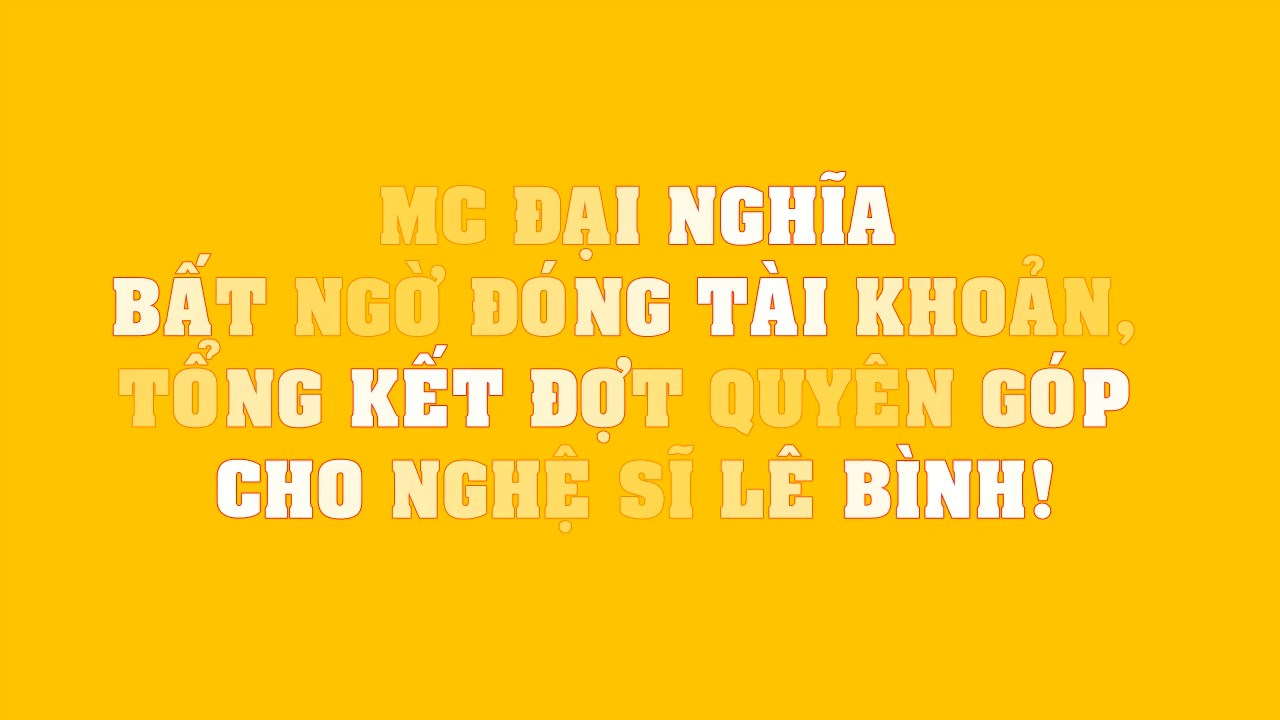 MC ĐẠI NGHĨA
BẤT NGỜ ĐÓNG TÀI KHOẢN,
TỔNG KẾT ĐỢT QUYÊN GÓP
CHO NGHỆ SĨ LÊ BÌNH!